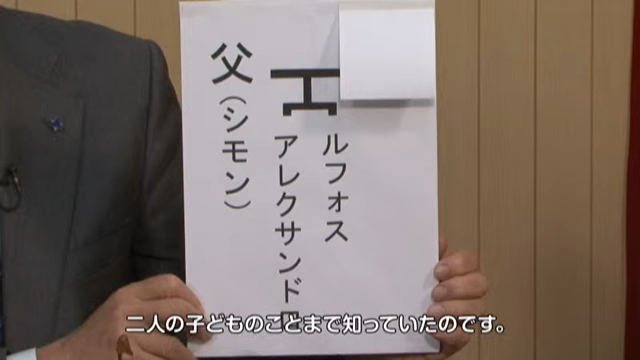 ルフォス
アレクサンドロ
父(シモン)
二人の子どものことまで知っていたのです。